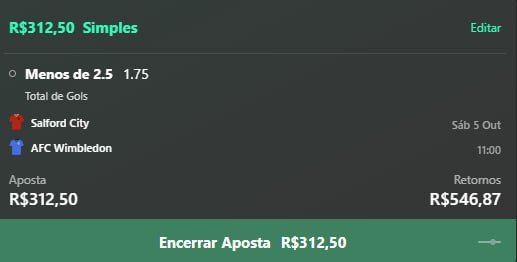 R$312,50 Simples
Editar
Menos de 2.5 1.75
Total de Gols
Salford City
Sáb 5 Out
AFC Wimbledon
11:00
Aposta
Retornos
R$312,50
R$546,87
Encerrar Aposta R$312,50